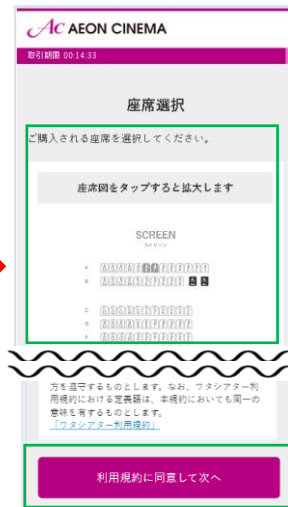 AC AEON CINEMA
取引期限 00:14:33
座席選択
ご購入される座席を選択してください。
座席図をタップすると拡大します
SCREEN
スクリーン
方を遵守するものとします。なお、ワタシアター利
用規約における定義語は、本規約においても同一の
意味を有するものとします。
「ワタシアター利用規約」
利用規約に同意して次へ